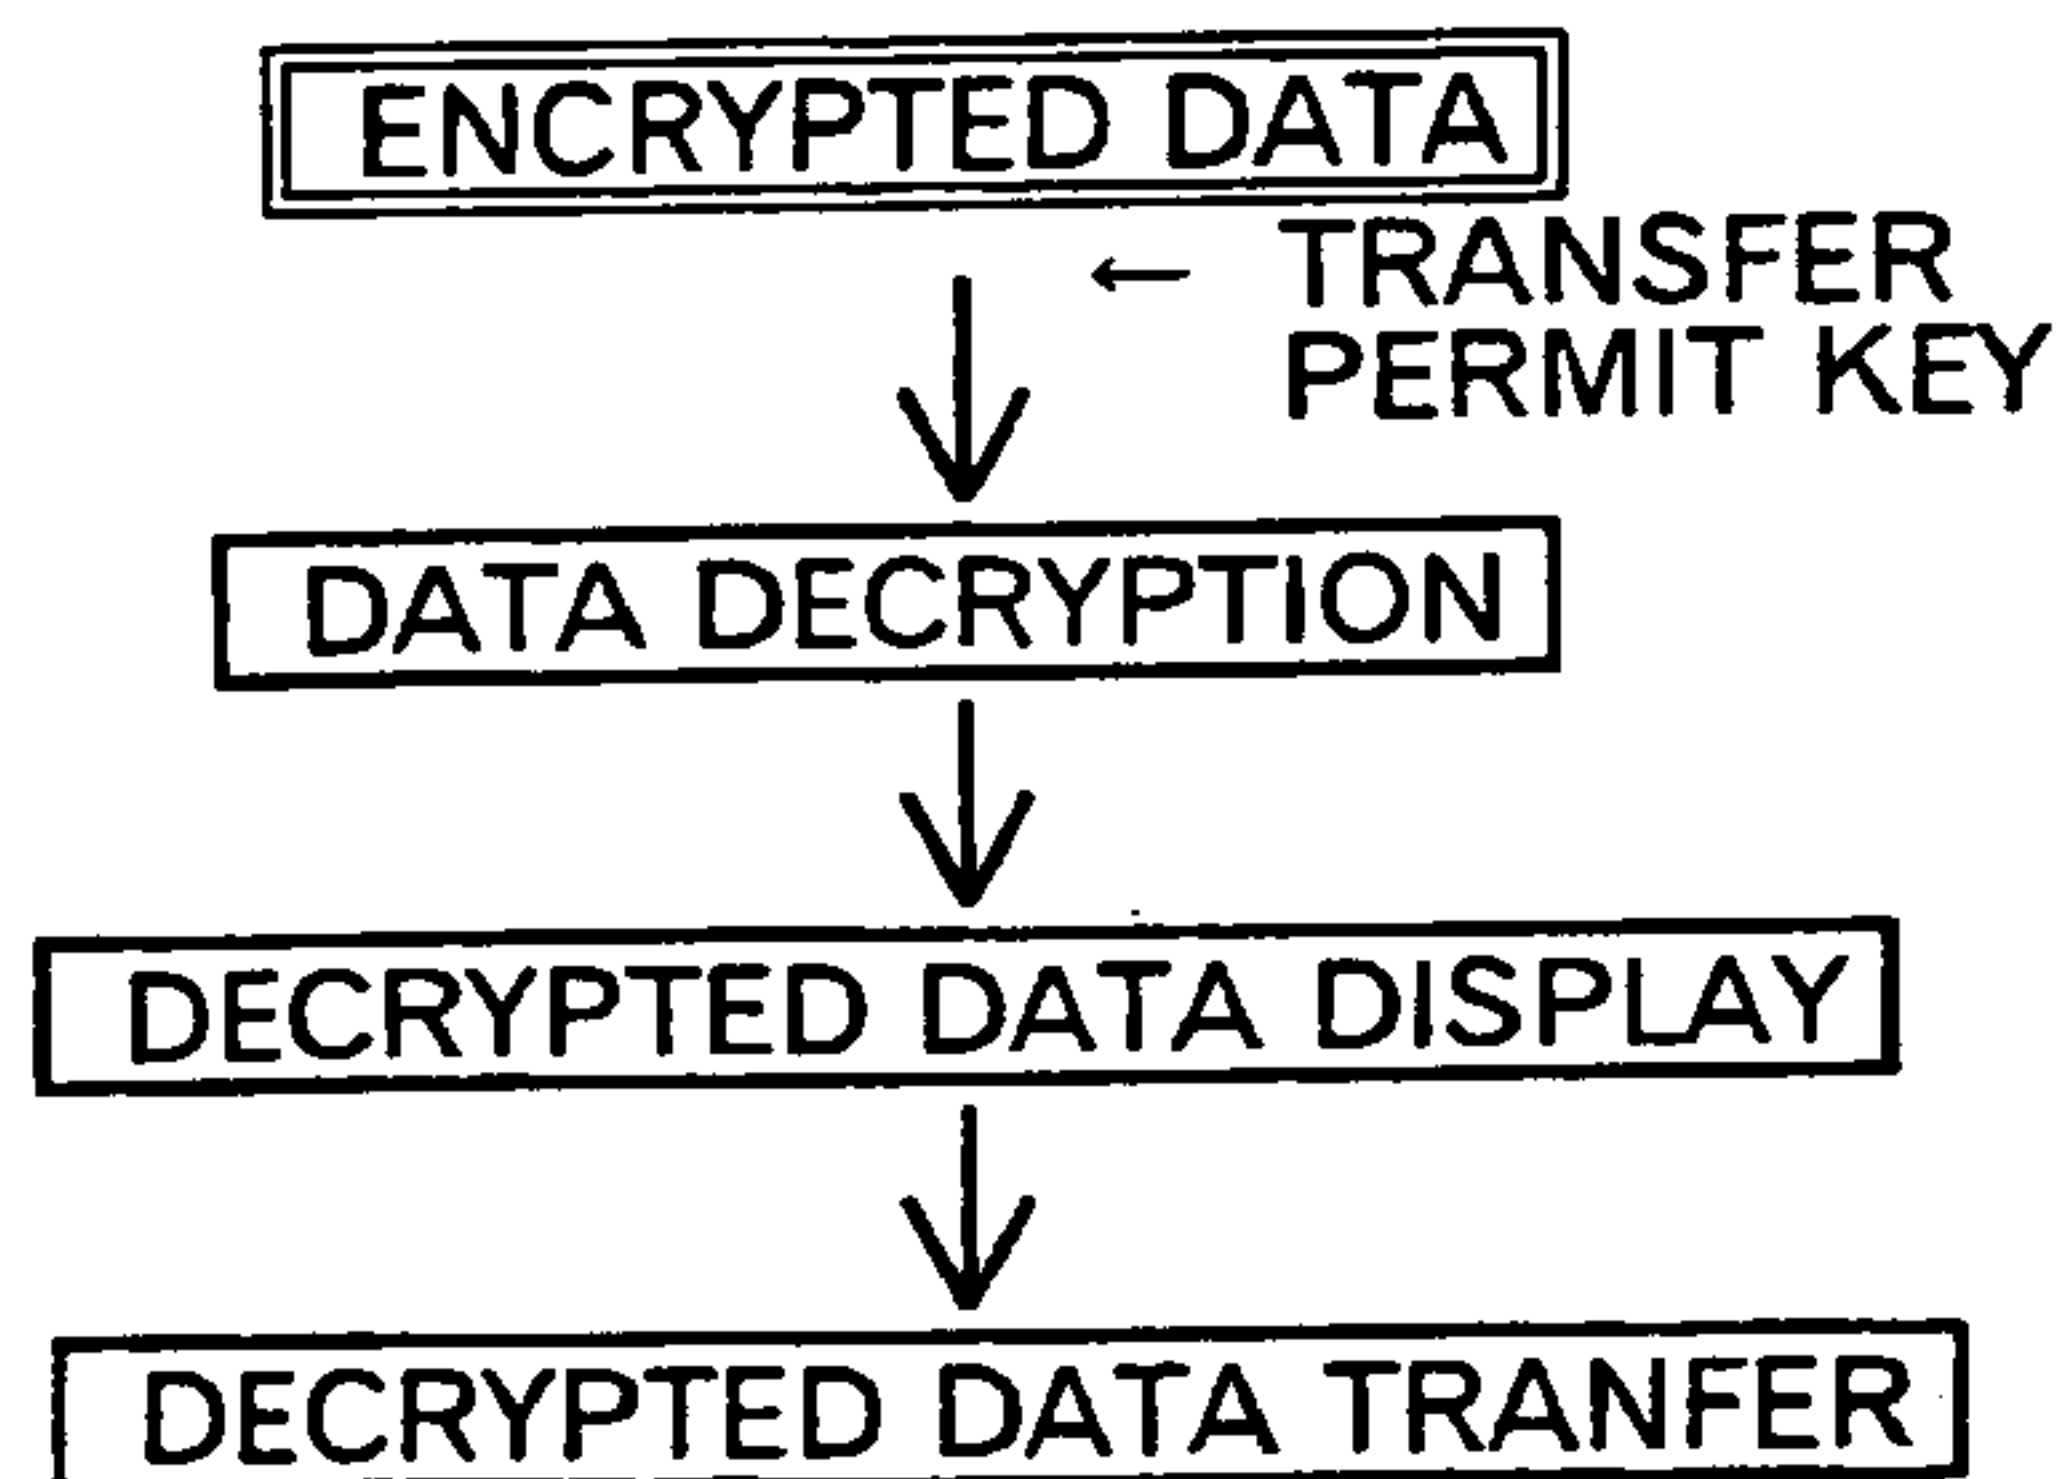 ENCRYPTED DATA
← TRANSFER
PERMIT KEY
DATA DECRYPTION
DECRYPTED DATA DISPLAY
DECRYPTED DATA TRANFER